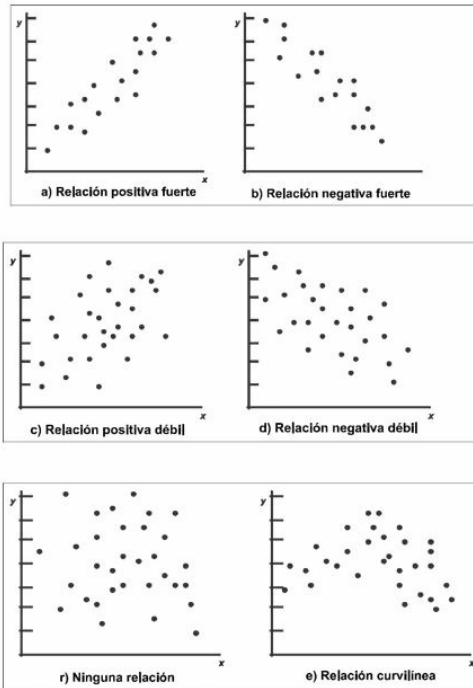 y
y
x
x
a) Relación positiva fuerte
b) Relación negativa fuerte
y
y
x
x
c) Relación positiva débil
d) Relación negativa débil
y
y
x
x
r) Ninguna relación
e) Relación curvilínea